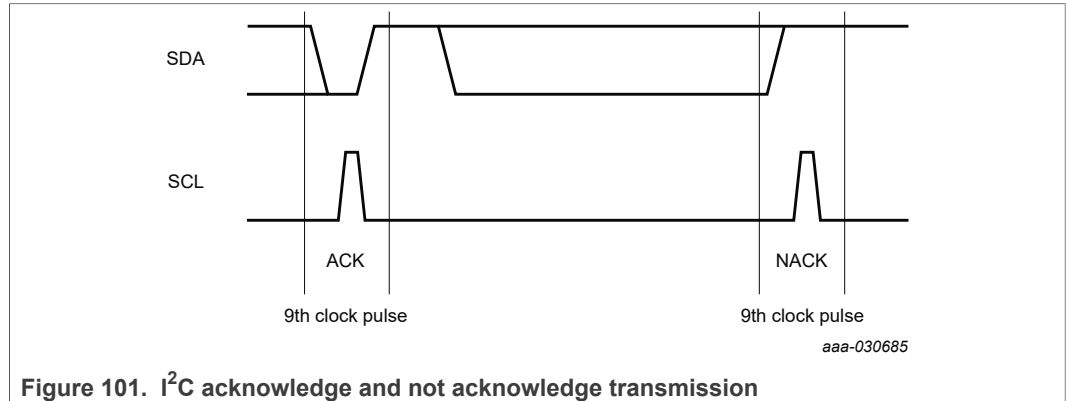 SDA
SCL
ACK
NACK
9th clock pulse
9th clock pulse
aaa-030685
Figure 101. I²C acknowledge and not acknowledge transmission